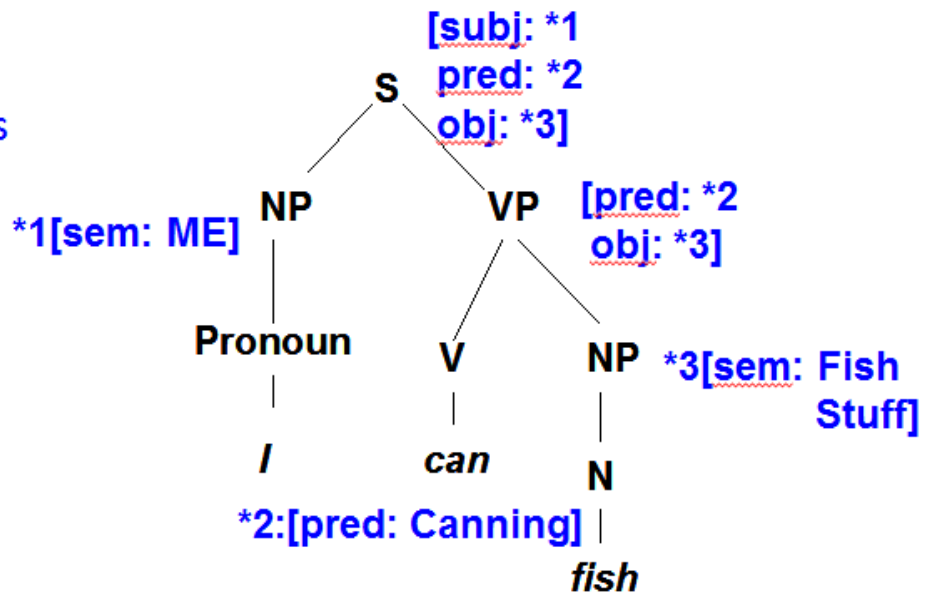 [subj: *1
pred: *2
S
obj: *3]
s
NP
VP
[pred: *2
*1[sem: ME]
obj: *3]
Pronoun
V
NP
*3[sem: Fish
Stuff]
I
can
N
*2:[pred: Canning]
fish